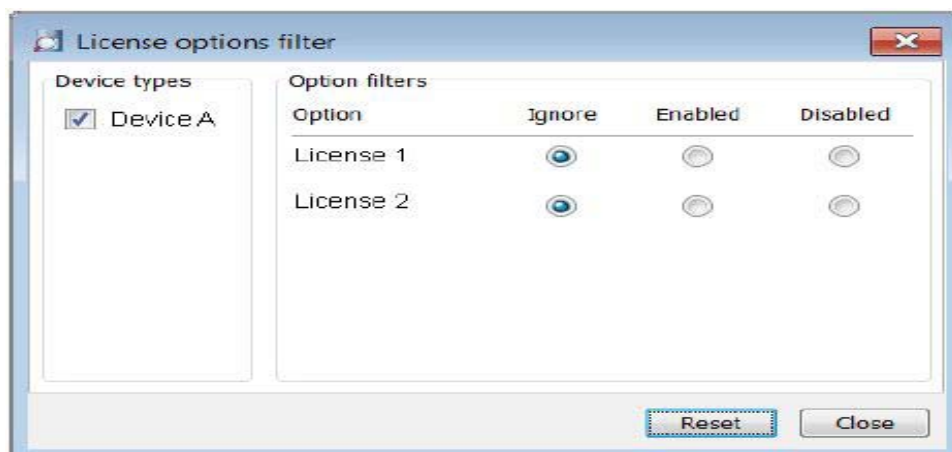 License options filter
Device types
Device A
Option filters
Option Ignore Enabled Disabled
License 1
License 2
Reset Close